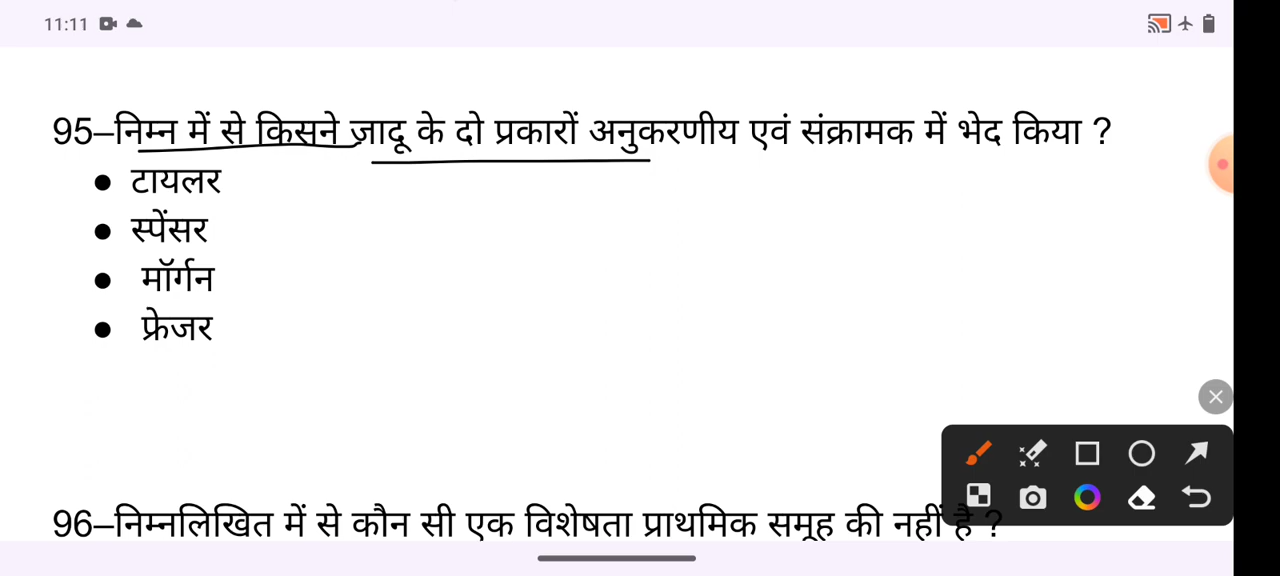 11:11
95–निम्न में से किसने जादू के दो प्रकारों अनुकरणीय एवं संक्रामक में भेद किया ?
● टायलर
● स्पेंसर
● मॉर्गन
● फ्रेजर
96–निम्नलिखित में से कौन सी एक विशेषता प्राथमिक समूह की नहीं है ?